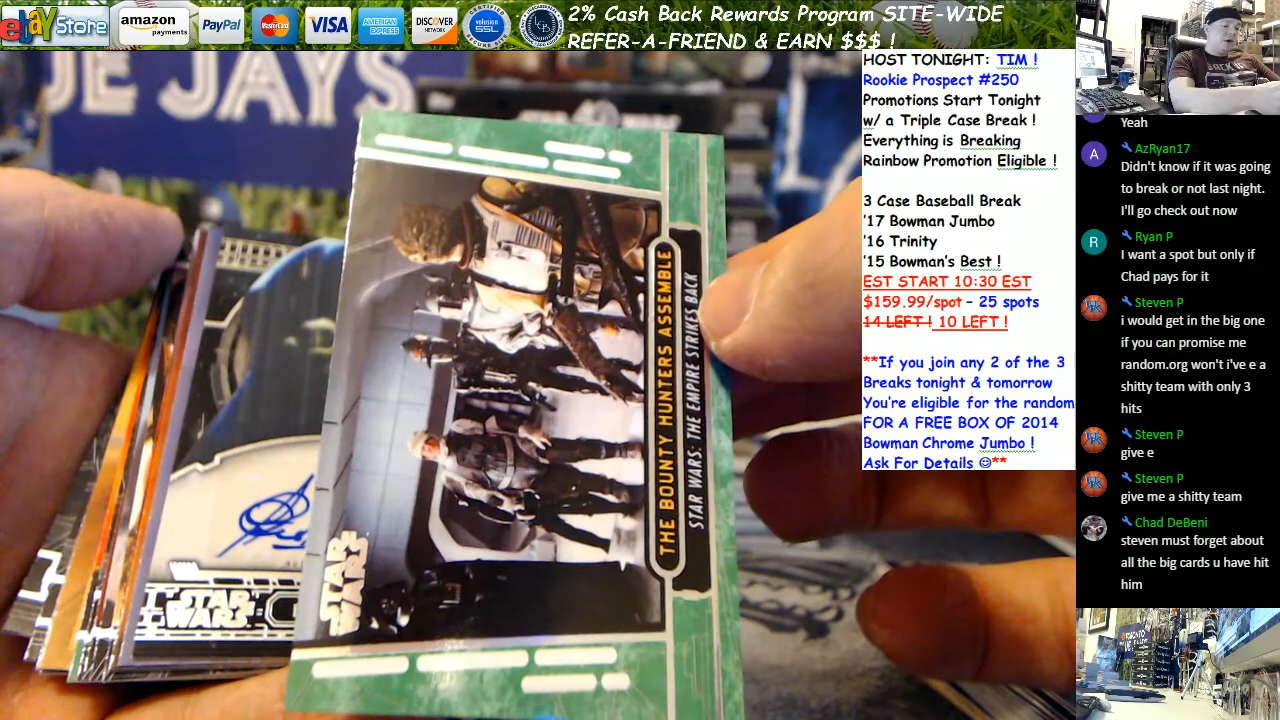 ebay Store
amazon
payments
PayPal
MasterCard
VISA
AMERICAN
EXPRESS
DISCOVER
NETWORK
volusion
SSL
2% Cash Back Rewards Program SITE-WIDE
REFER-A-FRIEND & EARN $$$ !
UE JAYS
THE BOUNTY HUNTERS ASSEMBLE
STAR WARS: THE EMPIRE STRIKES BACK
STAR
WARS
STAR
WARS
HOST TONIGHT: TIM !
Rookie Prospect #250
Promotions Start Tonight
w/ a Triple Case Break !
Everything is Breaking
Rainbow Promotion Eligible !
3 Case Baseball Break
'17 Bowman Jumbo
'16 Trinity
'15 Bowman's Best !
EST START 10:30 EST
$159.99/spot – 25 spots
14 LEFT ! 10 LEFT !
**If you join any 2 of the 3
Breaks tonight & tomorrow
You're eligible for the random
FOR A FREE BOX OF 2014
Bowman Chrome Jumbo !
Ask For Details ☺**
Yeah
A
AzRyan17
Didn't know if it was going
to break or not last night.
I'll go check out now
R
Ryan P
I want a spot but only if
Chad pays for it
Steven P
i would get in the big one
if you can promise me
random.org won't i've e a
shitty team with only 3
hits
Steven P
give e
Steven P
give me a shitty team
Chad DeBeni
steven must forget about
all the big cards u have hit
him